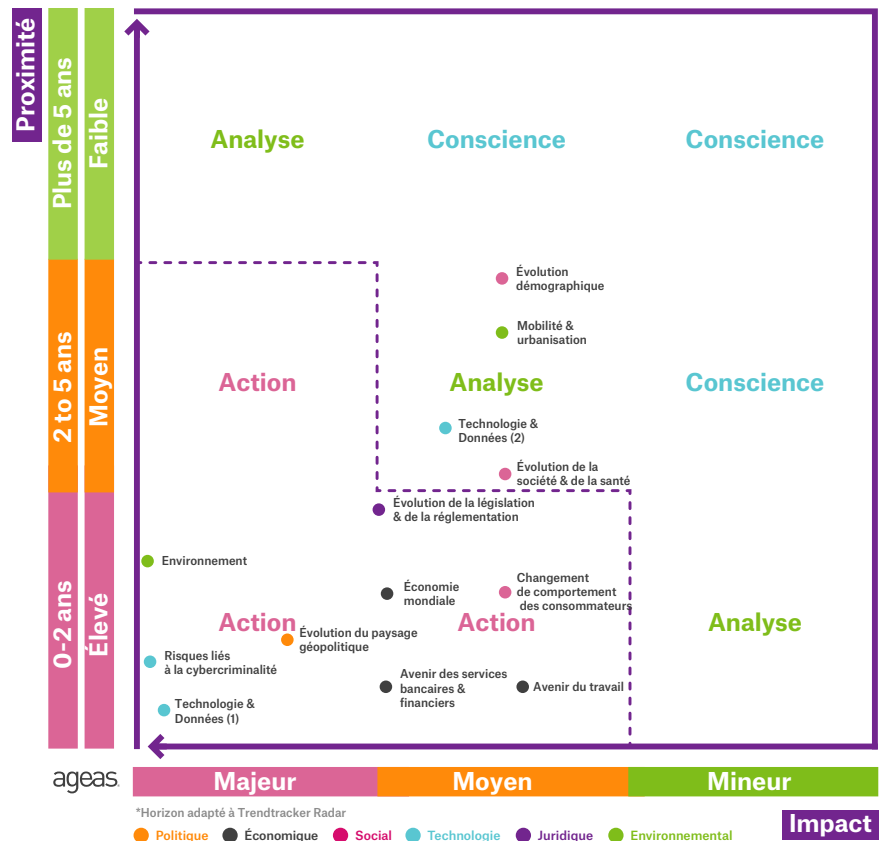 Proximité
Plus de 5 ans
Faible
2 to 5 ans
Moyen
0-2 ans
Élevé
Analyse
Conscience
Conscience
Évolution
démographique
Mobilité &
urbanisation
Action
Analyse
Conscience
Technologie &
Données (2)
Évolution de la
société & de la santé
Évolution de la législation
& de la réglementation
Environnement
Économie
mondiale
Changement
de comportement
des consommateurs
Action
Action
Analyse
Évolution du paysage
géopolitique
Risques liés
à la cybercriminalité
Avenir des services
bancaires &
financiers
Avenir du travail
Technologie &
Données (1)
ageas.
Majeur
Moyen
Mineur
*Horizon adapté à Trendtracker Radar
Impact
Politique
Économique
Social
Technologie
Juridique
Environmental